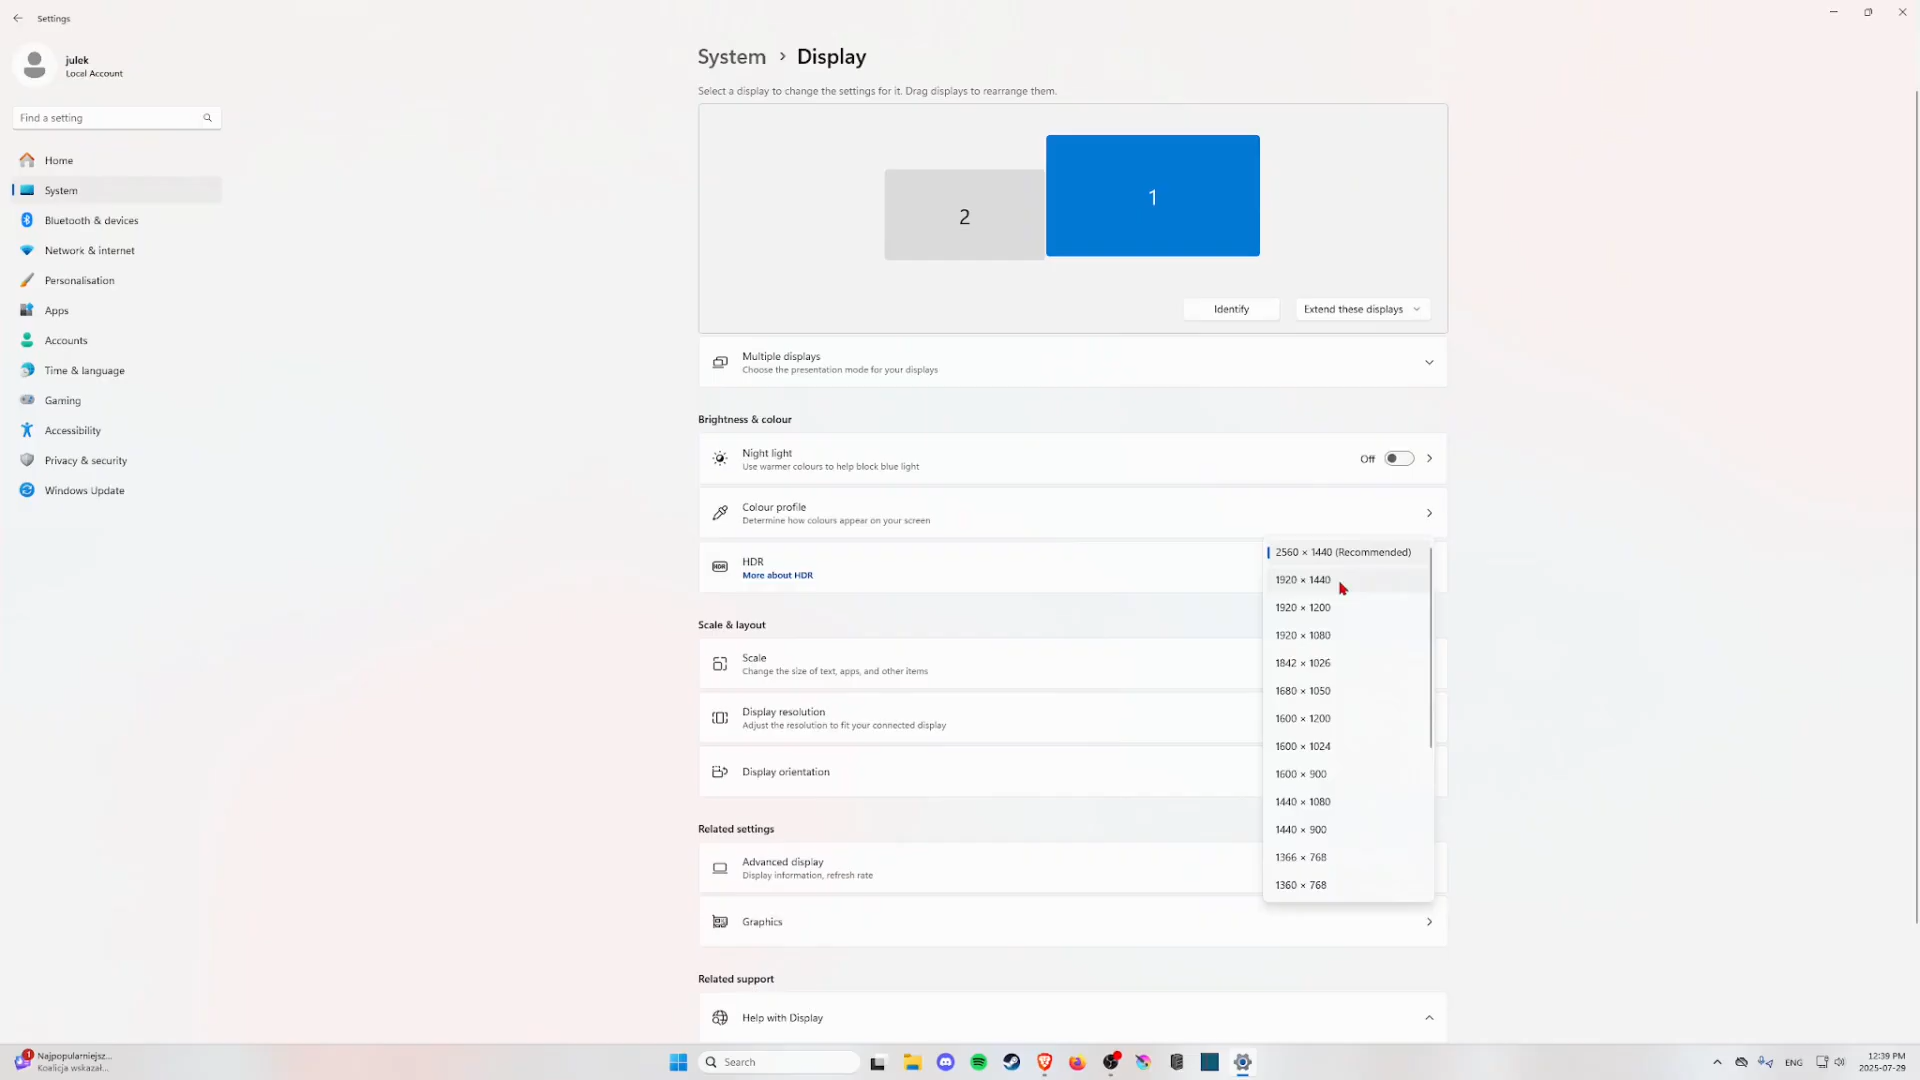 Settings
julek
Local Account
Find a setting
Home
System
Bluetooth & devices
Network & internet
Personalisation
Apps
Accounts
Time & language
Gaming
Accessibility
Privacy & security
Windows Update
System › Display
Select a display to change the settings for it. Drag displays to rearrange them.
2
1
Identify
Extend these displays
Multiple displays
Choose the presentation mode for your displays
Brightness & colour
Night light
Use warmer colours to help block blue light
Off
Colour profile
Determine how colours appear on your screen
HDR
HDR
More about HDR
2560 × 1440 (Recommended)
1920 × 1440
1920 × 1200
1920 × 1080
1842 × 1026
1680 × 1050
1600 × 1200
1600 × 1024
1600 × 900
1440 × 1080
1440 × 900
1366 × 768
1360 × 768
Scale & layout
Scale
Change the size of text, apps, and other items
Display resolution
Adjust the resolution to fit your connected display
Display orientation
Related settings
Advanced display
Display information, refresh rate
Graphics
Related support
Help with Display
1
Najpopularniejsz...
Koalicja wskazał...
Search
ENG
12:39 PM
2025-07-29